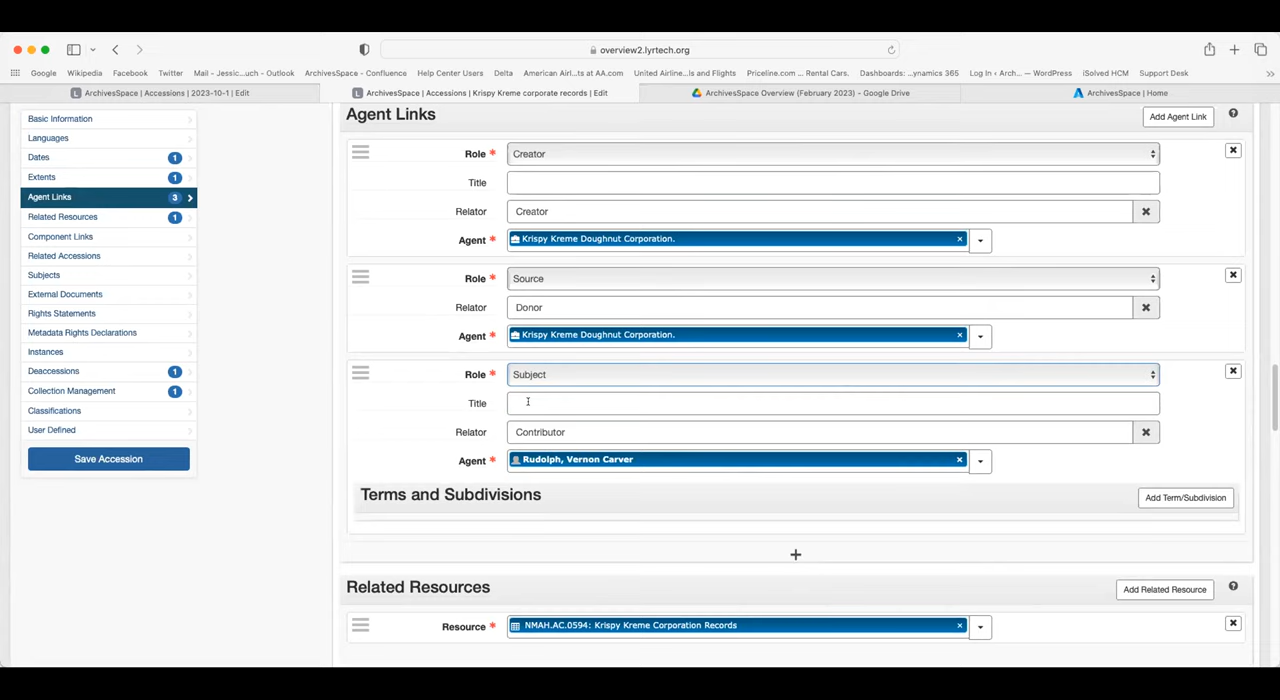 overview2.lyrtech.org
Google Wikipedia Facebook Twitter Mail - Jessic...uch - Outlook ArchivesSpace - Confluence Help Center Users Delta American Airl...ts at AA.com United Airline...ls and Flights Priceline.com ... Rental Cars. Dashboards: ...ynamics 365 Log In ‹ Arch... — WordPress iSolved HCM Support Desk
ArchivesSpace | Accessions | 2023-10-1 | Edit
ArchivesSpace | Accessions | Krispy Kreme corporate records | Edit
ArchivesSpace Overview (February 2023) - Google Drive
ArchivesSpace | Home
Basic Information
Languages
Dates 1
Extents 1
Agent Links 3
Related Resources 1
Component Links
Related Accessions
Subjects
External Documents
Rights Statements
Metadata Rights Declarations
Instances
Deaccessions 1
Collection Management 1
Classifications
User Defined
Save Accession
Agent Links Add Agent Link
Role * Creator
Title
Relator Creator
Agent * Krispy Kreme Doughnut Corporation.
Role * Source
Relator Donor
Agent * Krispy Kreme Doughnut Corporation.
Role * Subject
Title
Relator Contributor
Agent * Rudolph, Vernon Carver
Terms and Subdivisions Add Term/Subdivision
+
Related Resources Add Related Resource
Resource * NMAH.AC.0594: Krispy Kreme Corporation Records